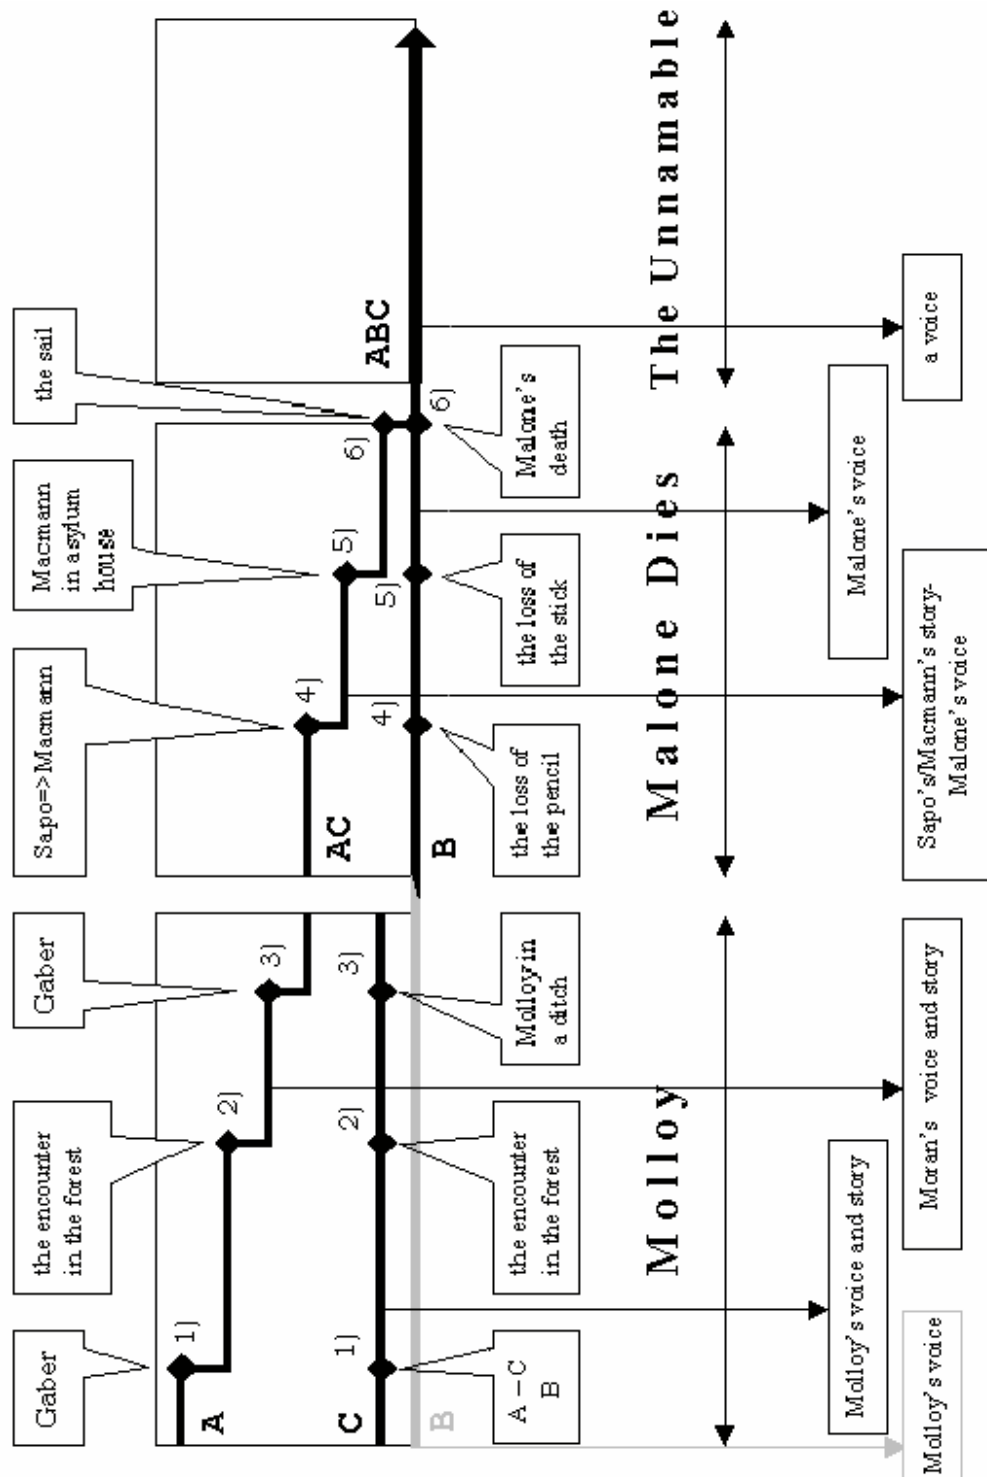 Gaber
the encounter
in the forest
Gaber
Sapo=>Macmann
Macmann
in asylum
house
the sail
1)
2)
3)
4)
5)
6)
A
C
B
AC
B
ABC
1)
2)
3)
4)
5)
6)
A – C
B
the encounter
in the forest
Molloy in
a ditch
the loss of
the pencil
the loss of
the stick
Malone's
death
Molloy
Malone Dies
The Unnamable
Molloy's voice
Molloy's voice and story
Moran's voice and story
Sapo's/Macmann's story-
Malone's voice
Malone's voice
a voice